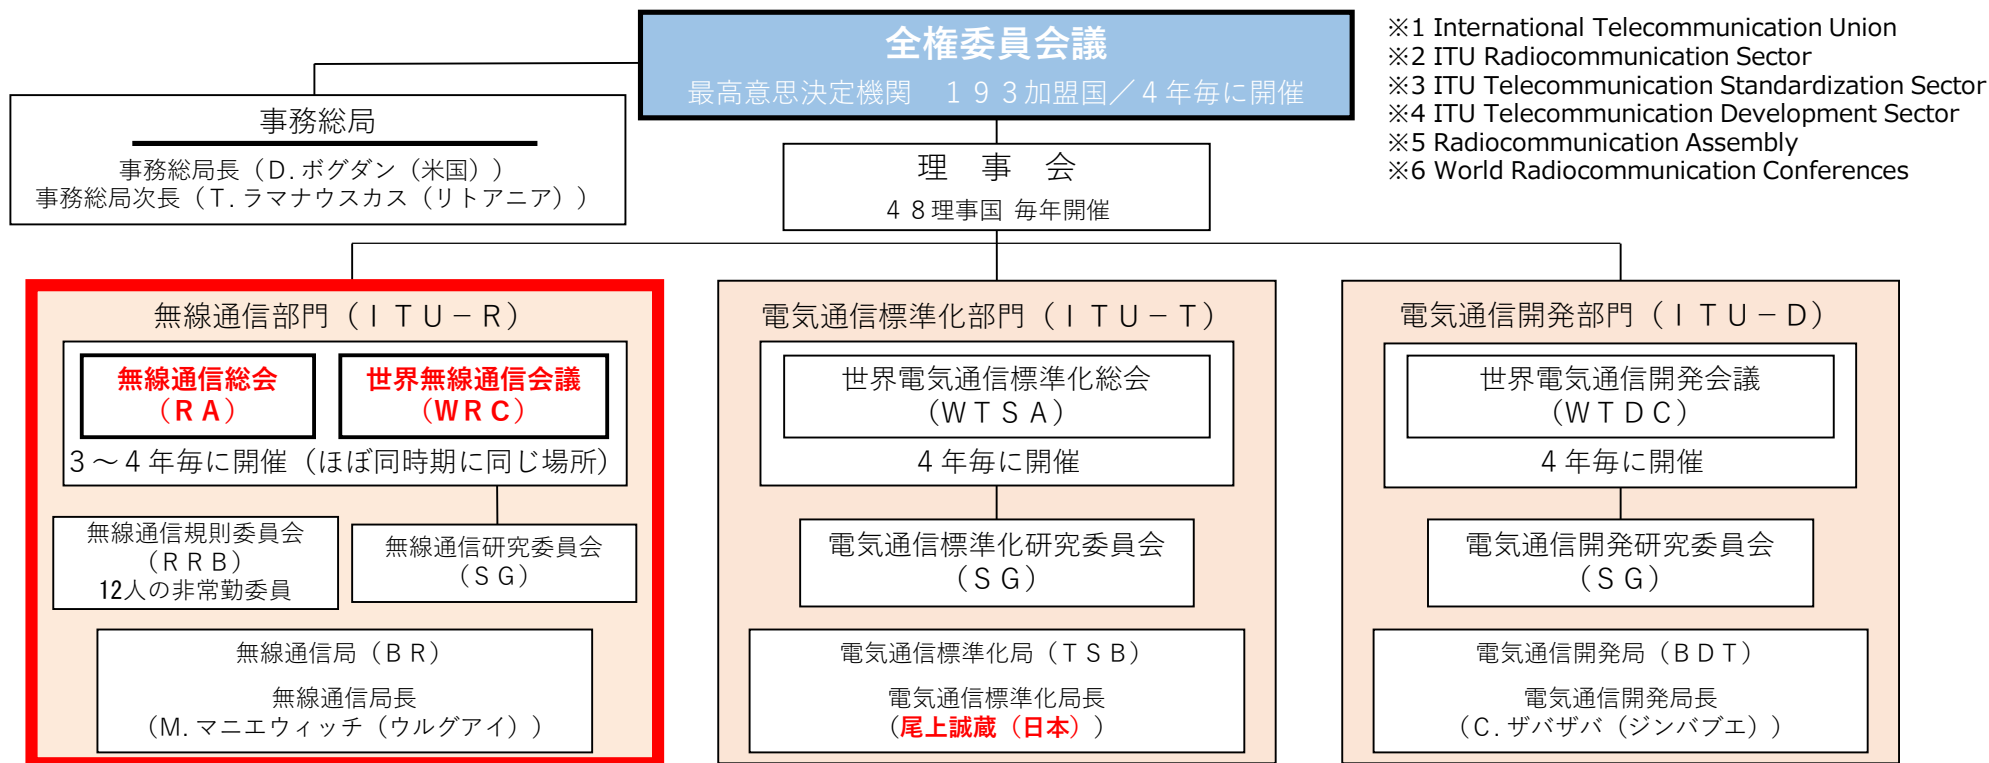 全権委員会議
最高意思決定機関　１９３加盟国／４年毎に開催
※1 International Telecommunication Union
※2 ITU Radiocommunication Sector
※3 ITU Telecommunication Standardization Sector
※4 ITU Telecommunication Development Sector
※5 Radiocommunication Assembly
※6 World Radiocommunication Conferences
事務総局
事務総局長（Ｄ．ボグダン（米国））
事務総局次長（Ｔ．ラマナウスカス（リトアニア））
理　事　会
４８理事国 毎年開催
無線通信部門（ＩＴＵ－Ｒ）
無線通信総会
（ＲＡ）
世界無線通信会議
（ＷＲＣ）
３～４年毎に開催（ほぼ同時期に同じ場所）
無線通信規則委員会
（ＲＲＢ）
12人の非常勤委員
無線通信研究委員会
（ＳＧ）
無線通信局（ＢＲ）
無線通信局長
（Ｍ．マニエウィッチ（ウルグアイ））
電気通信標準化部門（ＩＴＵ－Ｔ）
世界電気通信標準化総会
（ＷＴＳＡ）
４年毎に開催
電気通信標準化研究委員会
（ＳＧ）
電気通信標準化局（ＴＳＢ）
電気通信標準化局長
（尾上誠蔵（日本））
電気通信開発部門（ＩＴＵ－Ｄ）
世界電気通信開発会議
（ＷＴＤＣ）
４年毎に開催
電気通信開発研究委員会
（ＳＧ）
電気通信開発局（ＢＤＴ）
電気通信開発局長
（Ｃ．ザバザバ（ジンバブエ））